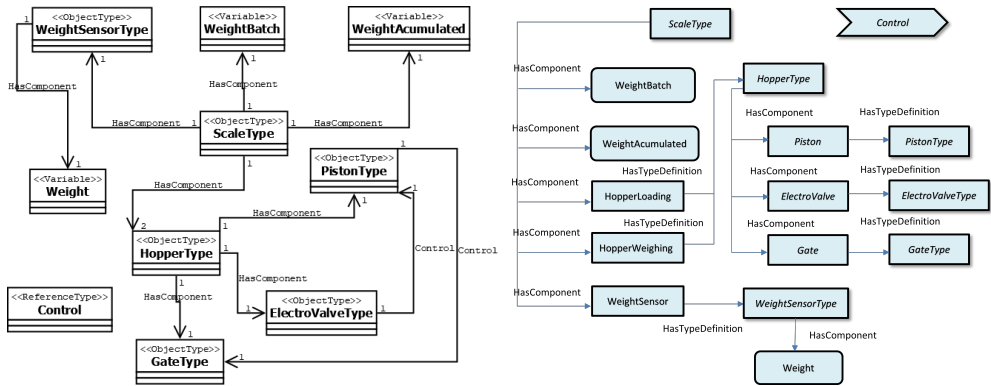 1
<<ObjectType>>
WeightSensorType
1
<<Variable>>
WeightBatch
1
<<Variable>>
WeightAcumulated
1
HasComponent
HasComponent
1
HasComponent
1
<<ObjectType>>
ScaleType
1
HasComponent
1
1
<<Variable>>
Weight
HasComponent
<<ObjectType>>
PistonType
1
1
HasComponent
2
<<ObjectType>>
HopperType
1
1
Control
Control
HasComponent
1
HasComponent
<<ReferenceType>>
Control
1
<<ObjectType>>
ElectroValveType
1
1
<<ObjectType>>
GateType
1
ScaleType
Control
HasComponent
WeightBatch
HopperType
HasComponent
HasComponent
WeightAcumulated
Piston
HasTypeDefinition
PistonType
HasTypeDefinition
HasComponent
HopperLoading
HasComponent
ElectroValve
HasTypeDefinition
ElectroValveType
HasTypeDefinition
HasComponent
HopperWeighing
HasComponent
Gate
HasTypeDefinition
GateType
HasComponent
WeightSensor
WeightSensorType
HasTypeDefinition
HasComponent
Weight